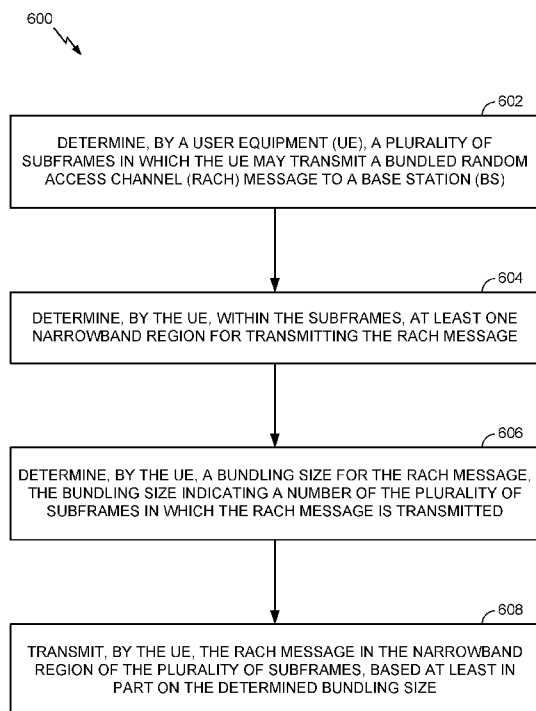 600
602
DETERMINE, BY A USER EQUIPMENT (UE), A PLURALITY OF
SUBFRAMES IN WHICH THE UE MAY TRANSMIT A BUNDLED RANDOM
ACCESS CHANNEL (RACH) MESSAGE TO A BASE STATION (BS)
604
DETERMINE, BY THE UE, WITHIN THE SUBFRAMES, AT LEAST ONE
NARROWBAND REGION FOR TRANSMITTING THE RACH MESSAGE
606
DETERMINE, BY THE UE, A BUNDLING SIZE FOR THE RACH MESSAGE,
THE BUNDLING SIZE INDICATING A NUMBER OF THE PLURALITY OF
SUBFRAMES IN WHICH THE RACH MESSAGE IS TRANSMITTED
608
TRANSMIT, BY THE UE, THE RACH MESSAGE IN THE NARROWBAND
REGION OF THE PLURALITY OF SUBFRAMES, BASED AT LEAST IN
PART ON THE DETERMINED BUNDLING SIZE